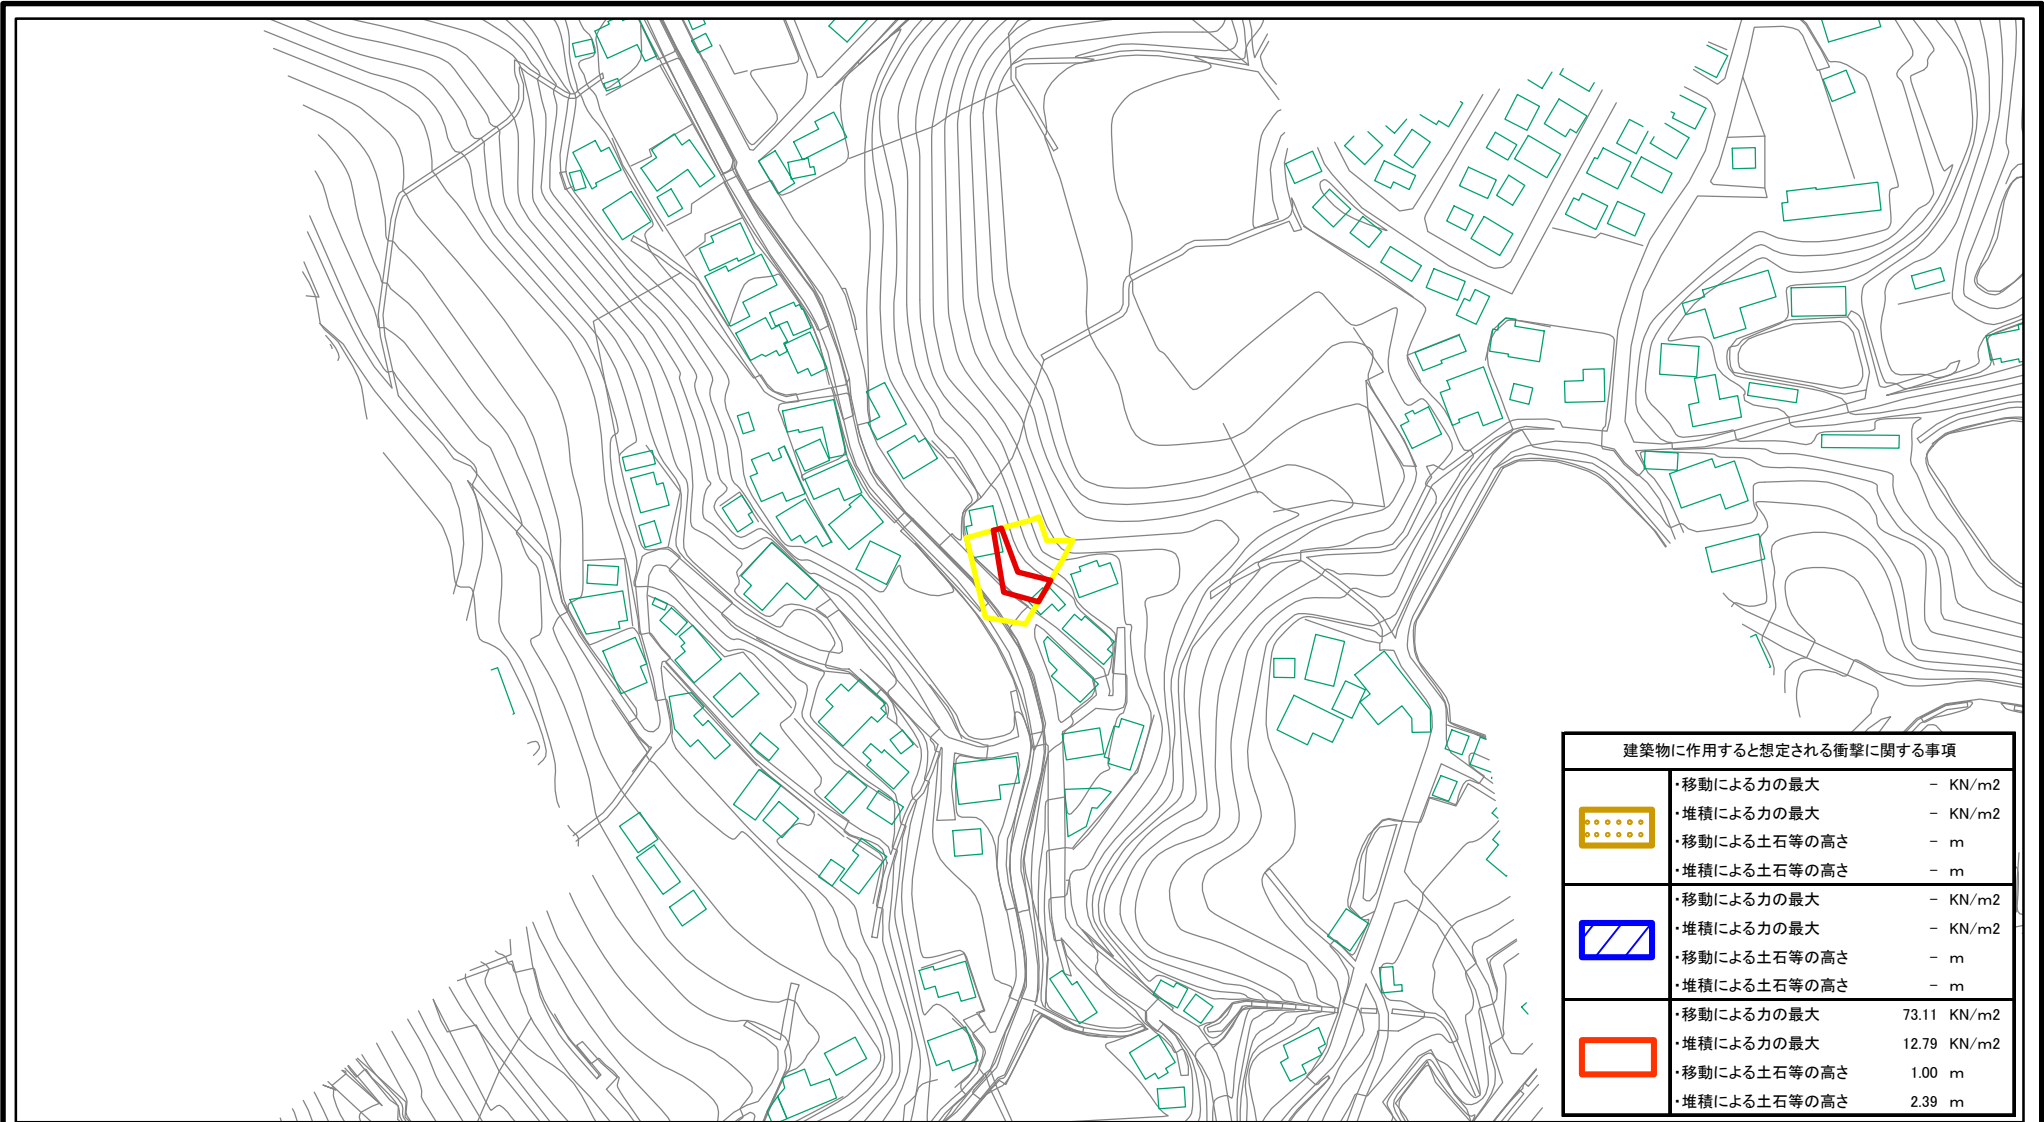 建築物に作用すると想定される衝撃に関する事項
・移動による力の最大 － KN/m2
・堆積による力の最大 － KN/m2
・移動による土石等の高さ － m
・堆積による土石等の高さ － m
・移動による力の最大 － KN/m2
・堆積による力の最大 － KN/m2
・移動による土石等の高さ － m
・堆積による土石等の高さ － m
・移動による力の最大 73.11 KN/m2
・堆積による力の最大 12.79 KN/m2
・移動による土石等の高さ 1.00 m
・堆積による土石等の高さ 2.39 m